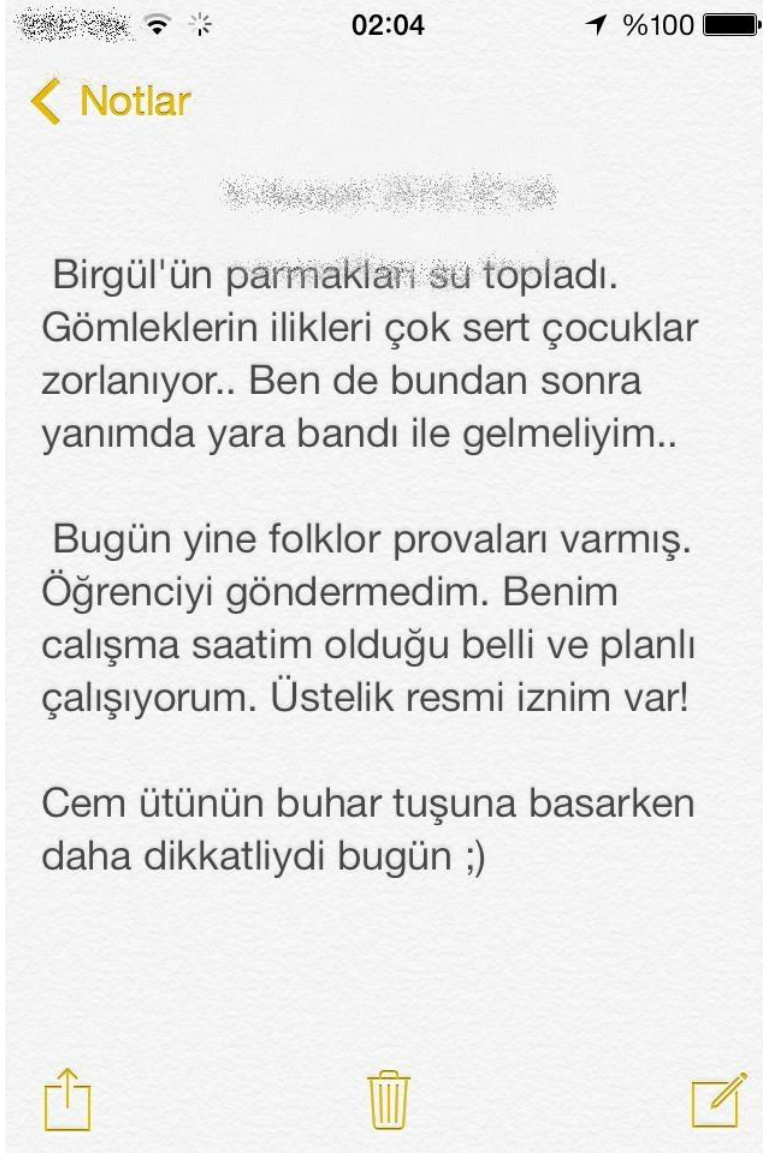 02:04
%100
Notlar
Birgül'ün parmakları su topladı.
Gömleklerin ilikleri çok sert çocuklar
zorlanıyor.. Ben de bundan sonra
yanımda yara bandı ile gelmeliyim..
Bugün yine folklor provaları varmış.
Öğrenciyi göndermedim. Benim
calışma saatim olduğu belli ve planlı
çalışıyorum. Üstelik resmi iznim var!
Cem ütünün buhar tuşuna basarken
daha dikkatliydi bugün ;)